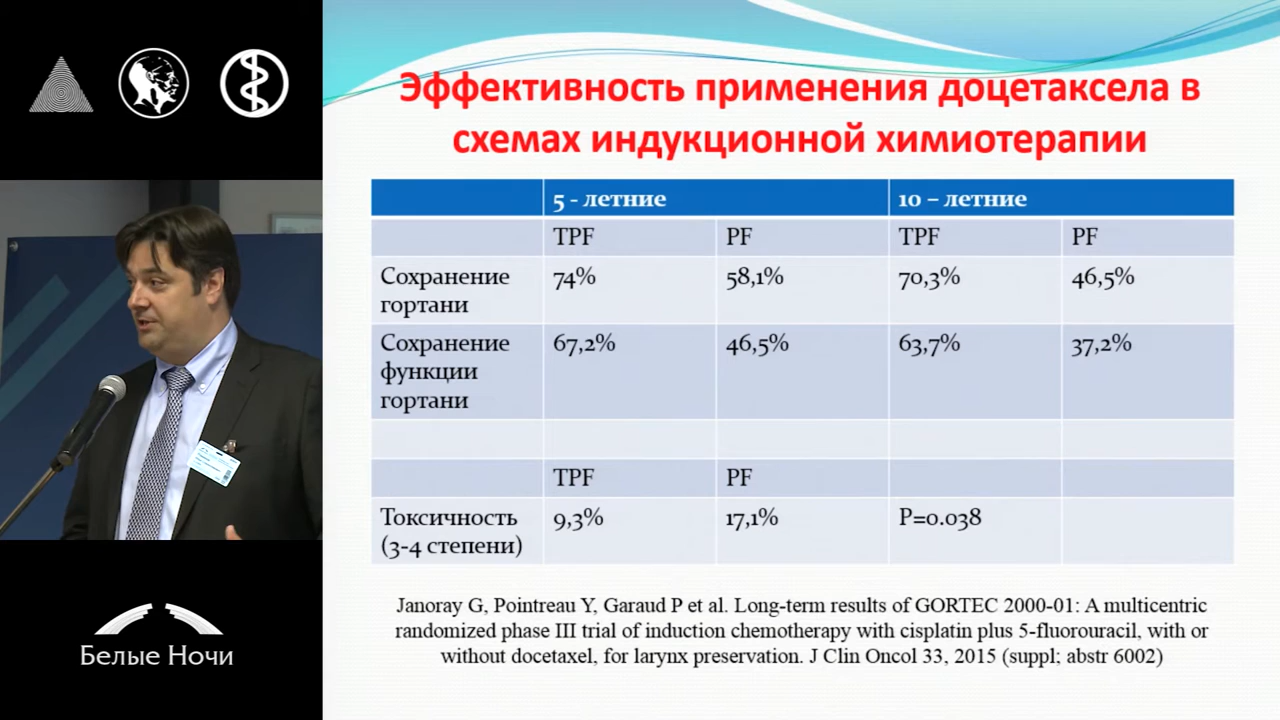 Эффективность применения доцетаксела в
схемах индукционной химиотерапии
5 - летние 10 – летние
TPF PF TPF PF
Сохранение гортани 74% 58,1% 70,3% 46,5%
Сохранение функции гортани 67,2% 46,5% 63,7% 37,2%
TPF PF
Токсичность (3-4 степени) 9,3% 17,1% P=0.038
Janoray G, Pointreau Y, Garaud P et al. Long-term results of GORTEC 2000-01: A multicentric
randomized phase III trial of induction chemotherapy with cisplatin plus 5-fluorouracil, with or
without docetaxel, for larynx preservation. J Clin Oncol 33, 2015 (suppl; abstr 6002)
Белые Ночи